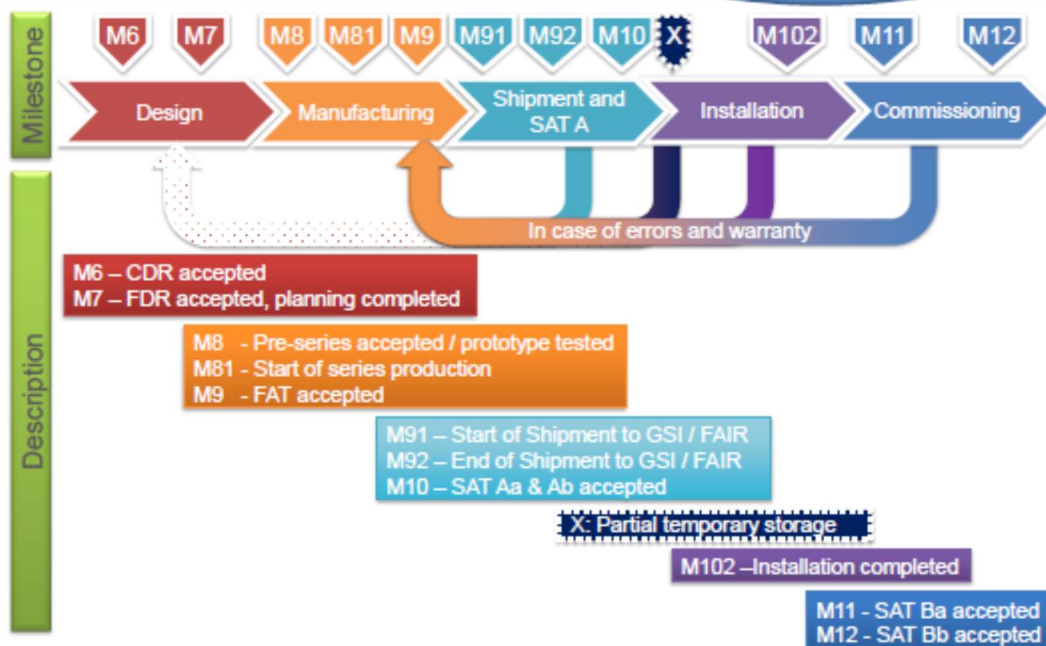 Milestone
M6
M7
M8
M81
M9
M91
M92
M10
X
M102
M11
M12
Design
Manufacturing
Shipment and
SAT A
Installation
Commissioning
In case of errors and warranty
Description
M6 – CDR accepted
M7 – FDR accepted, planning completed
M8 - Pre-series accepted / prototype tested
M81 - Start of series production
M9 - FAT accepted
M91 – Start of Shipment to GSI / FAIR
M92 – End of Shipment to GSI / FAIR
M10 – SAT Aa & Ab accepted
X: Partial temporary storage
M102 –Installation completed
M11 - SAT Ba accepted
M12 - SAT Bb accepted